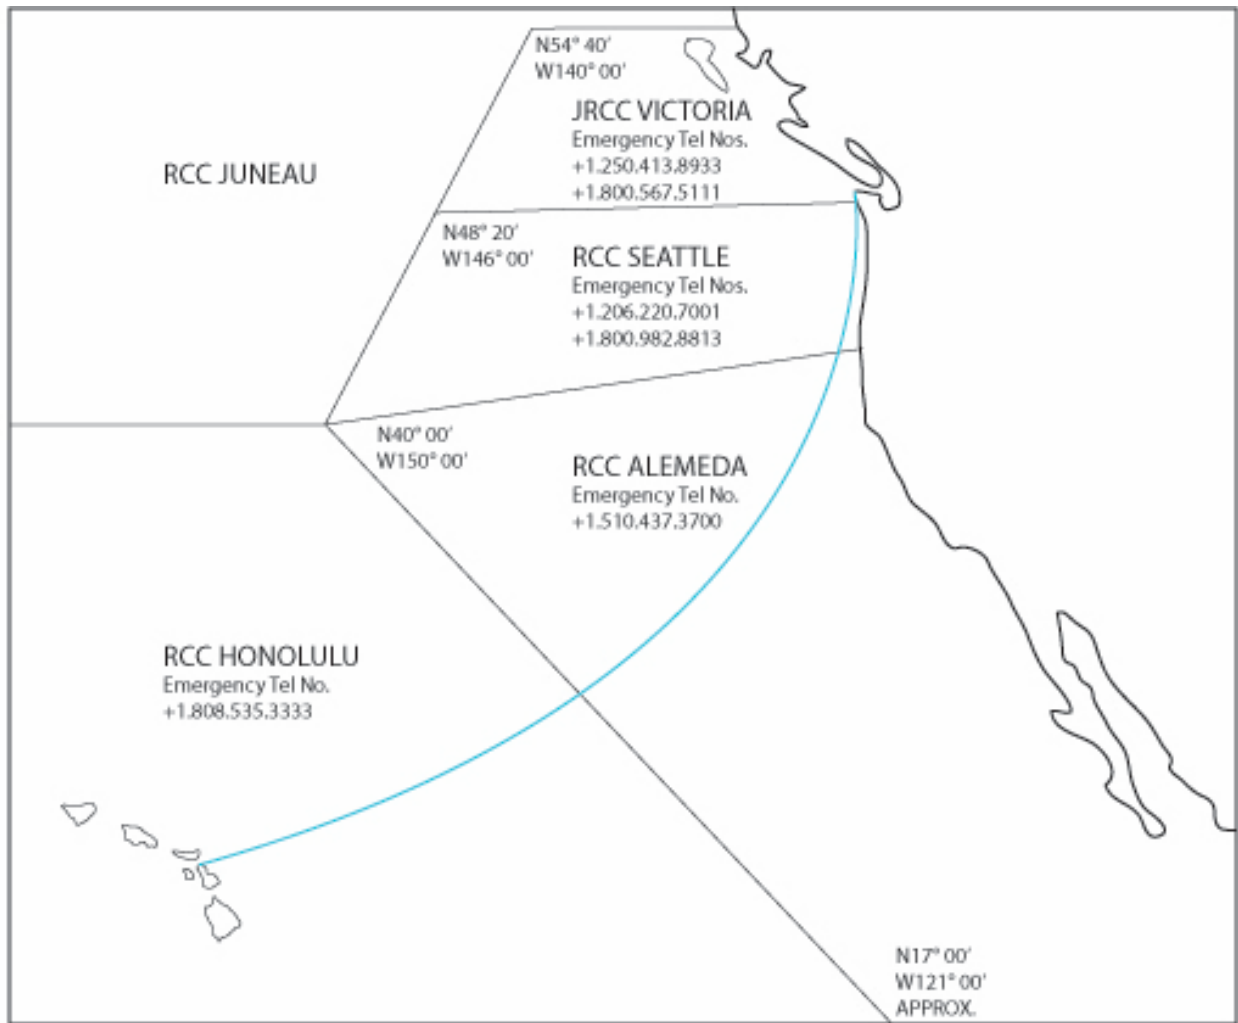 N54° 40'
W140° 00'
JRCC VICTORIA
Emergency Tel Nos.
+1.250.413.8933
+1.800.567.5111
RCC JUNEAU
N48° 20'
W146° 00'
RCC SEATTLE
Emergency Tel Nos.
+1.206.220.7001
+1.800.982.8813
N40° 00'
W150° 00'
RCC ALEMEDA
Emergency Tel No.
+1.510.437.3700
RCC HONOLULU
Emergency Tel No.
+1.808.535.3333
N17° 00'
W121° 00'
APPROX.